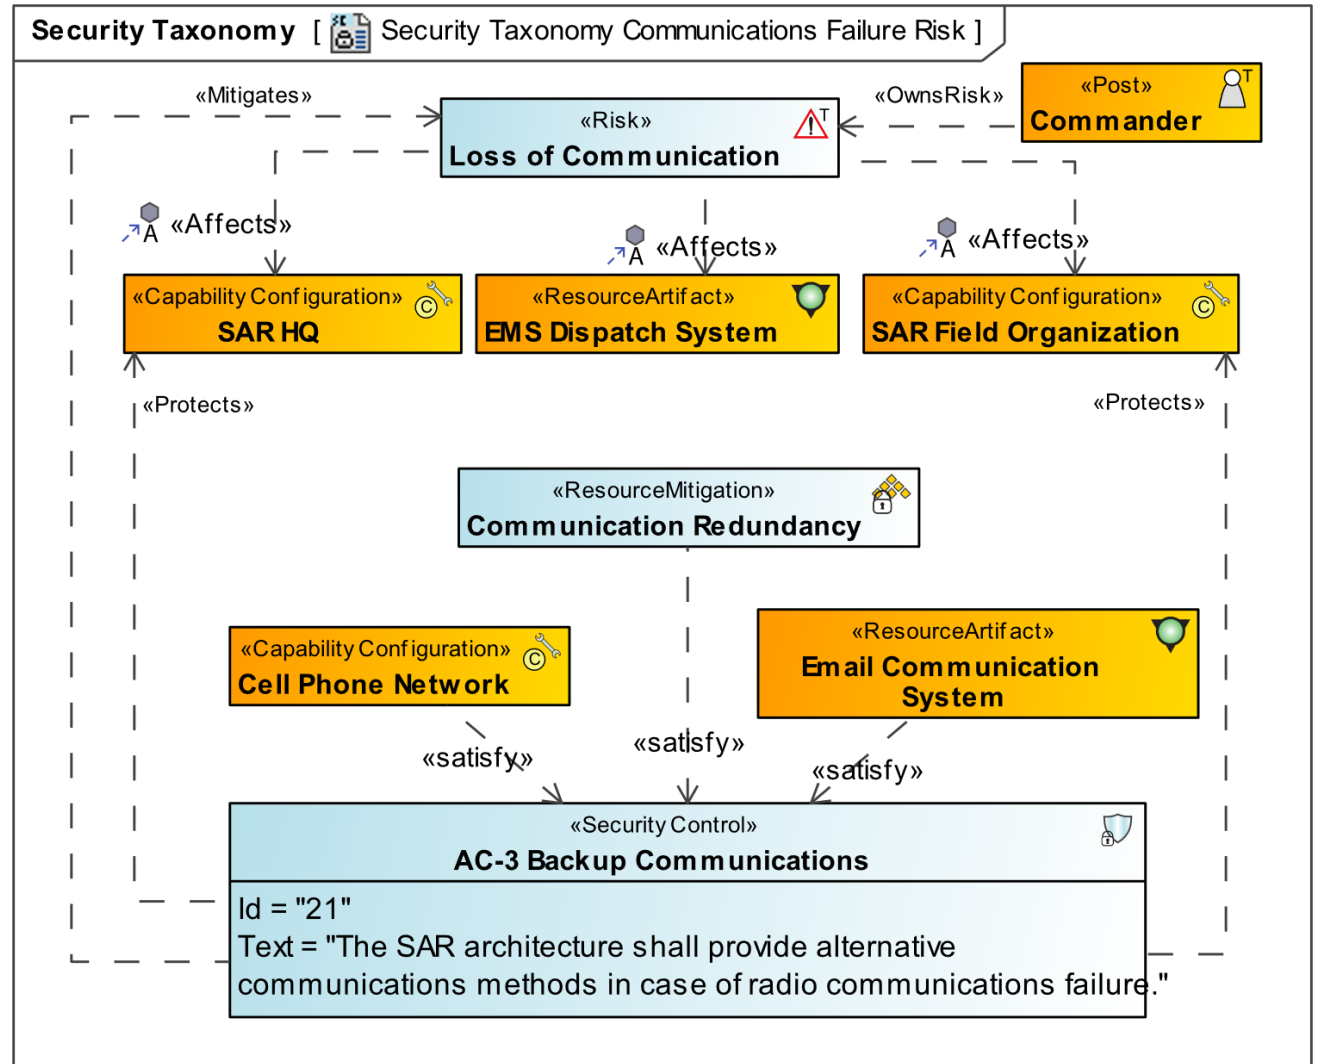 Security Taxonomy [ Security Taxonomy Communications Failure Risk ]
«Mitigates»
«Risk»
Loss of Communication
T
«OwnsRisk»
«Post»
Commander
T
A «Affects»
A «Affects»
A «Affects»
«Capability Configuration»
SAR HQ
C
«ResourceArtifact»
EMS Dispatch System
«Capability Configuration»
SAR Field Organization
C
«Protects»
«Protects»
«ResourceMitigation»
Communication Redundancy
«Capability Configuration»
Cell Phone Network
C
«ResourceArtifact»
Email Communication
System
«satisfy»
«satisfy»
«satisfy»
«Security Control»
AC-3 Backup Communications
Id = "21"
Text = "The SAR architecture shall provide alternative
communications methods in case of radio communications failure."